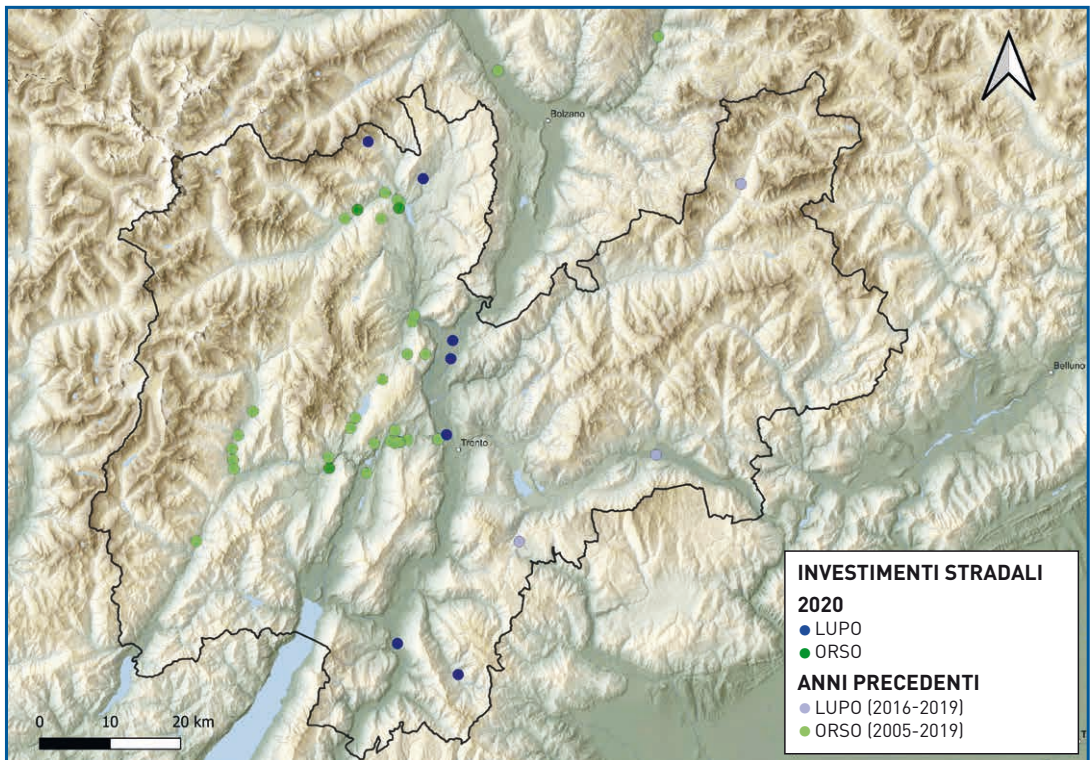 Bolzano
Belluno
Trento
INVESTIMENTI STRADALI
2020
LUPO
ORSO
ANNI PRECEDENTI
LUPO (2016-2019)
ORSO (2005-2019)
0 10 20 km
T